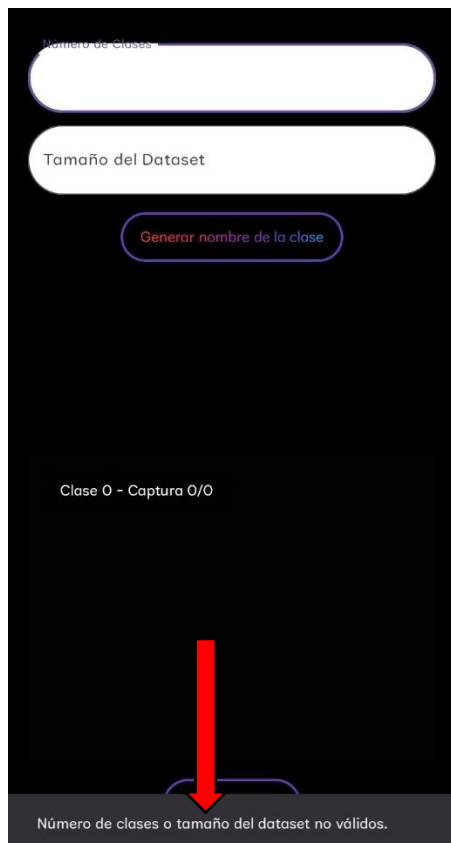 Número de Clases
Tamaño del Dataset
Generar nombre de la clase
Clase 0 - Captura 0/0
Número de clases o tamaño del dataset no válidos.